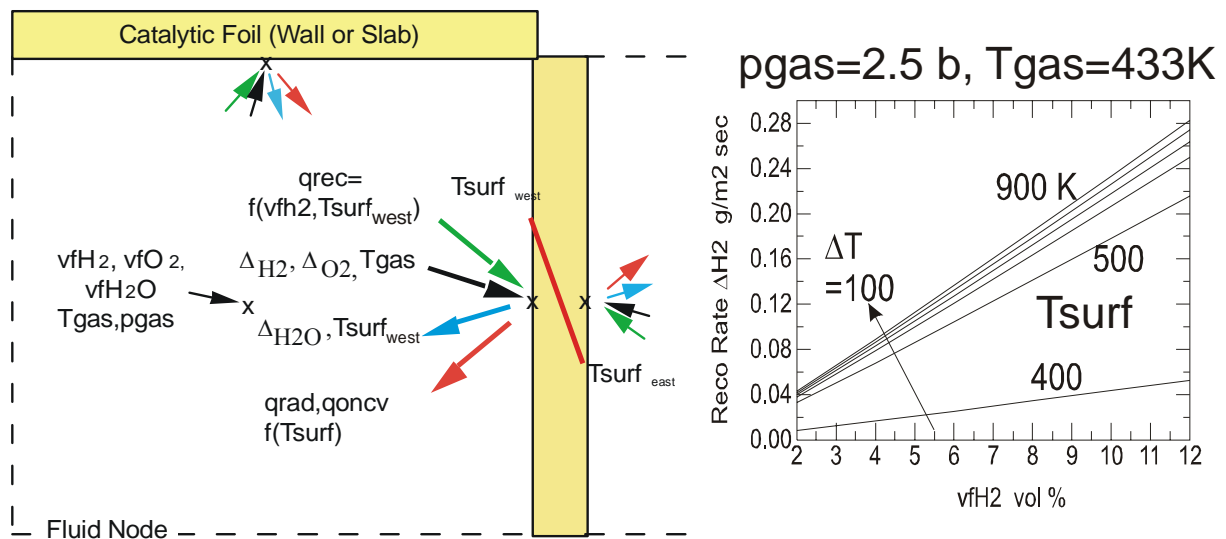 Catalytic Foil (Wall or Slab)
x
qrec=
f(vfh2,Tsurfwest)
Tsurf west
vfH2, vfO2,
vfH2O
Tgas,pgas
x
ΔH2, ΔO2, Tgas
ΔH2O, Tsurfwest
x
x
Tsurf east
qrad,qoncv
f(Tsurf)
Fluid Node
pgas=2.5 b, Tgas=433K
Reco Rate ΔH2 g/m2 sec
0.28
0.24
0.20
0.16
0.12
0.08
0.04
0.00
900 K
ΔT
=100
500
Tsurf
400
2 3 4 5 6 7 8 9 10 11 12
vfH2 vol %